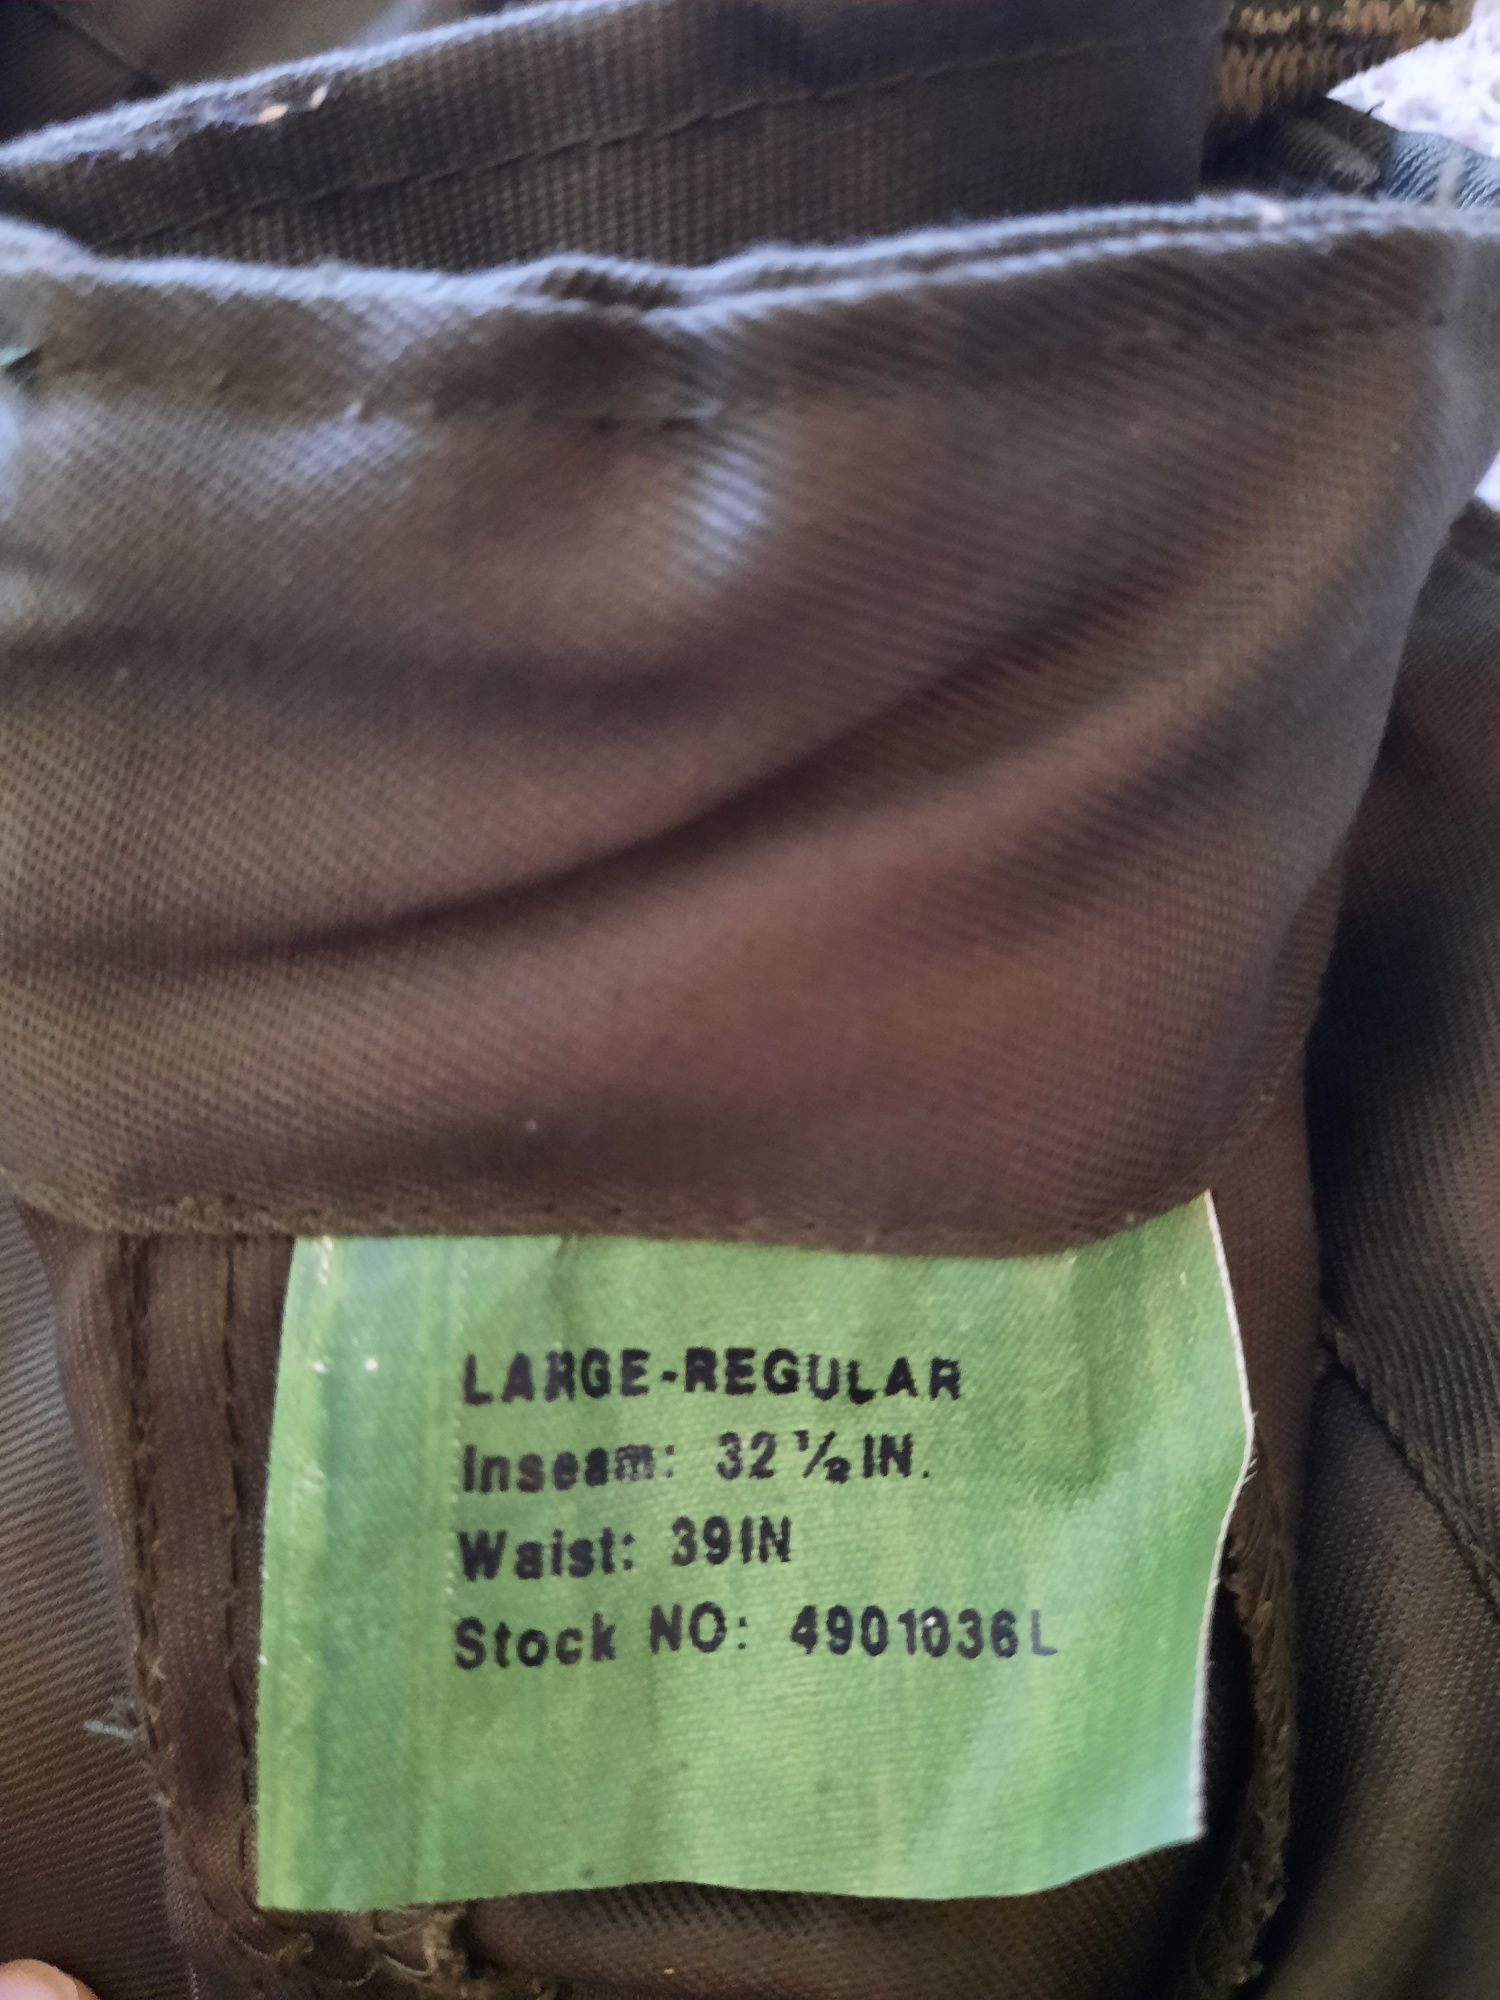 LARGE-REGULAR
Inseam: 32 ½ IN.
Waist: 39IN
Stock NO: 4901036L